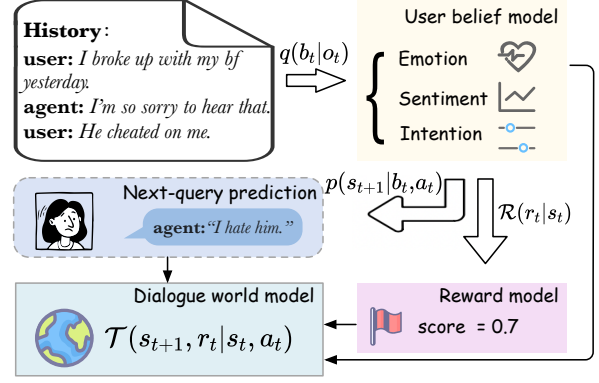 History:
user: I broke up with my bf
yesterday.
agent: I'm so sorry to hear that.
user: He cheated on me.
q(b_t|o_t)
User belief model
Emotion
Sentiment
Intention
p(s_{t+1}|b_t,a_t)
R(r_t|s_t)
Next-query prediction
agent:“I hate him.”
Dialogue world model
T(s_{t+1}, r_t|s_t, a_t)
Reward model
score = 0.7